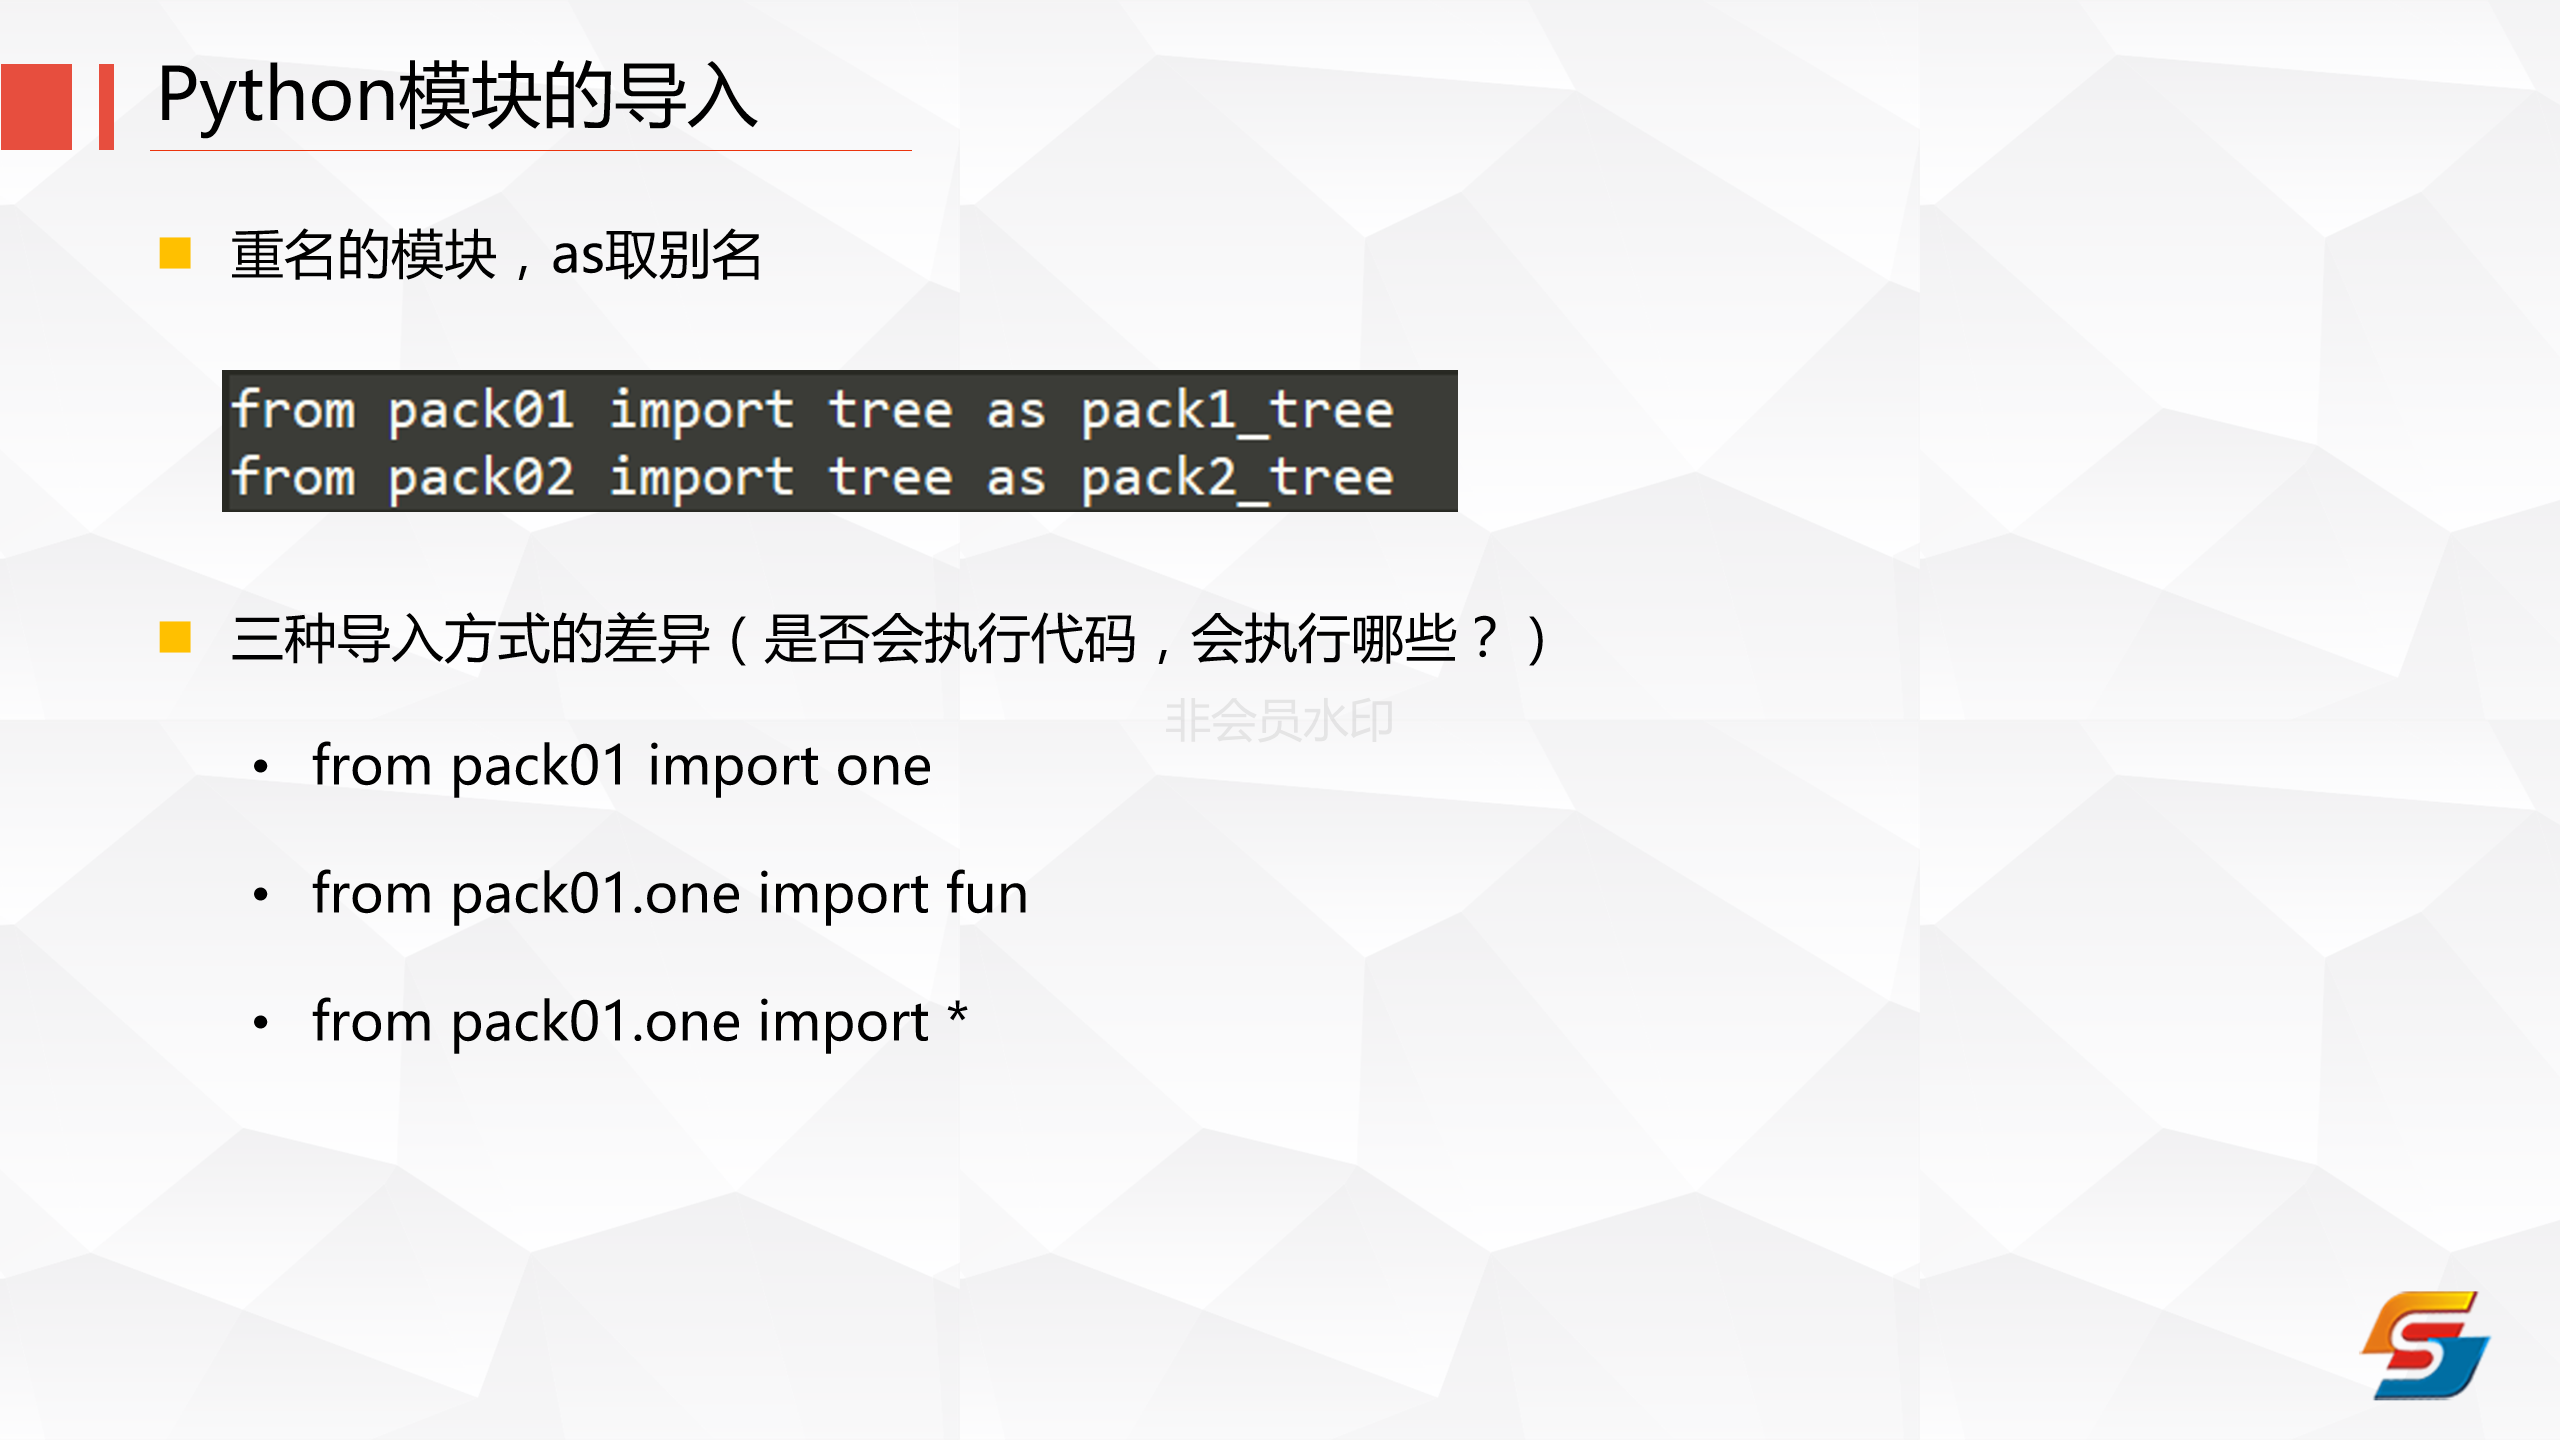 Python模块的导入
重名的模块，as取别名
from pack01 import tree as pack1_tree
from pack02 import tree as pack2_tree
三种导入方式的差异（是否会执行代码，会执行哪些？）
非会员水印
• from pack01 import one
• from pack01.one import fun
• from pack01.one import *